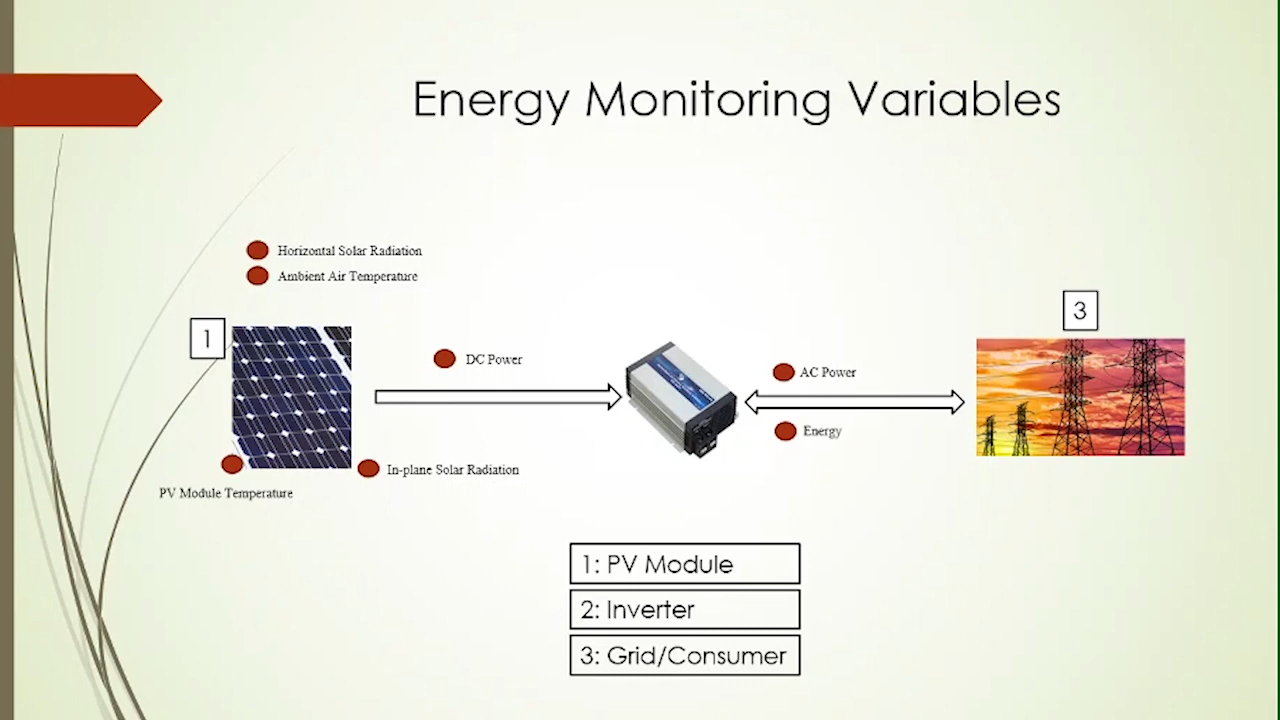 Energy Monitoring Variables
Horizontal Solar Radiation
Ambient Air Temperature
1
3
DC Power
AC Power
Energy
In-plane Solar Radiation
PV Module Temperature
1: PV Module
2: Inverter
3: Grid/Consumer